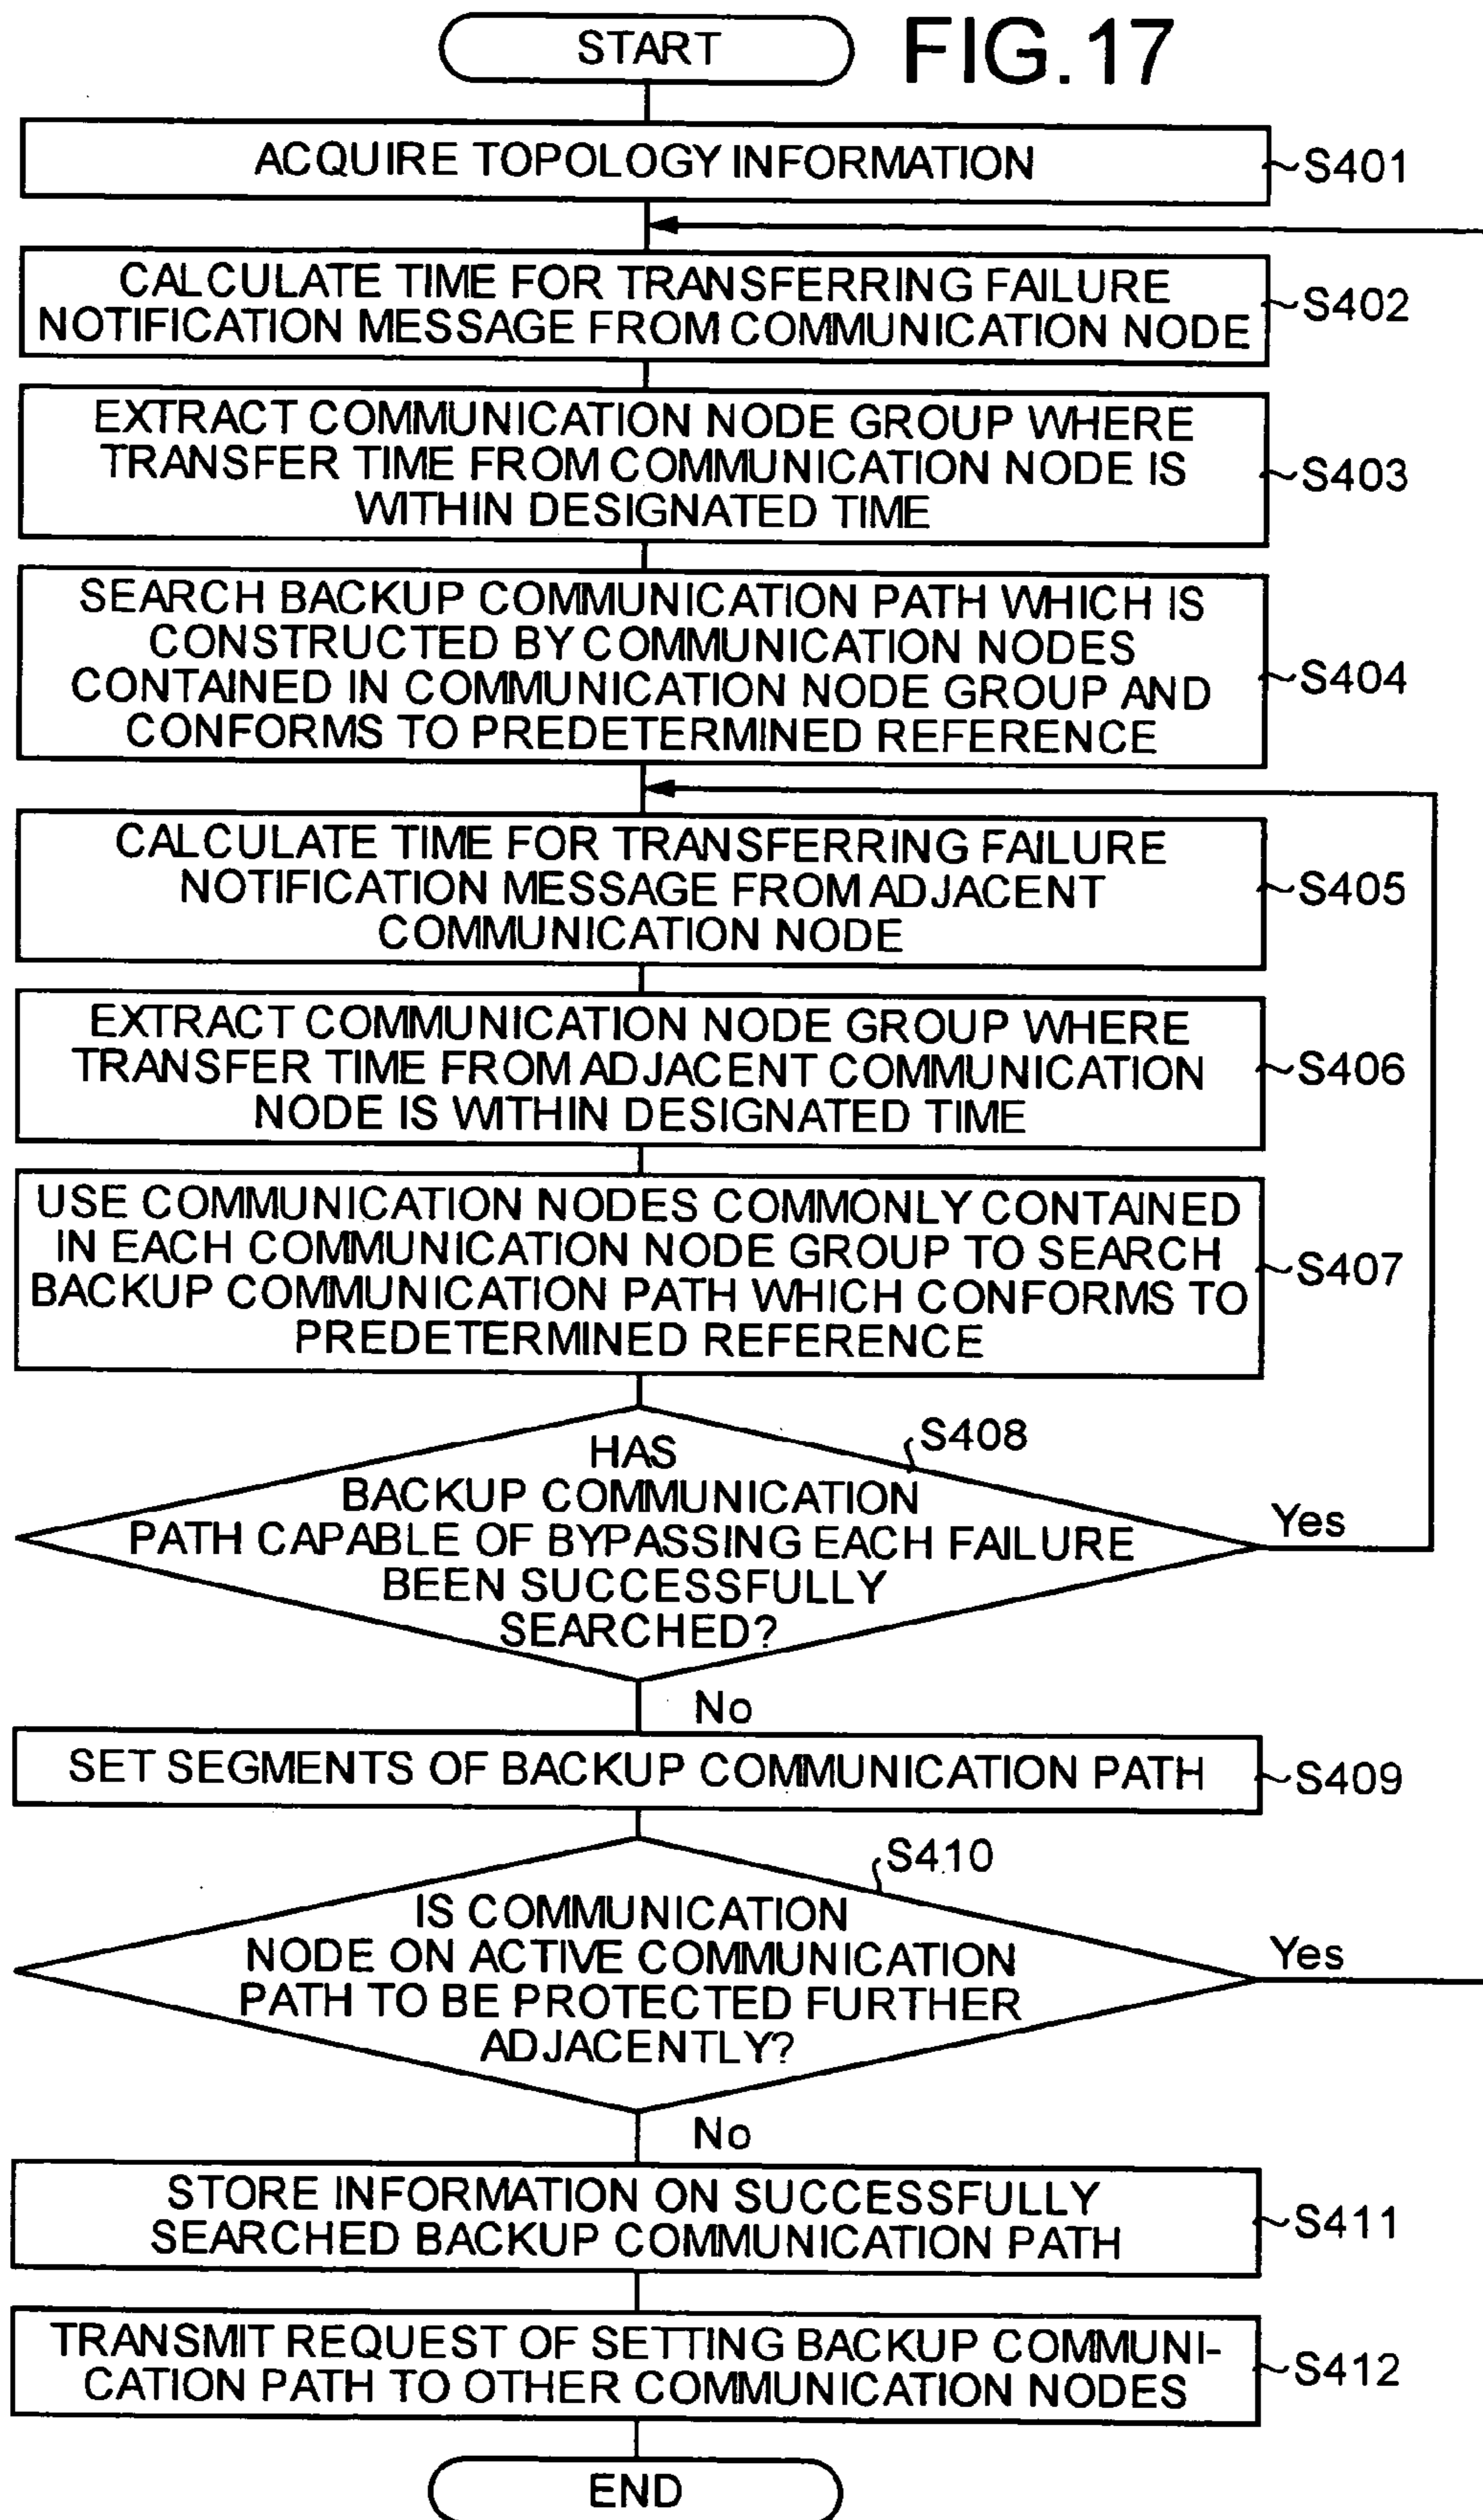 START
FIG.17
ACQUIRE TOPOLOGY INFORMATION
S401
CALCULATE TIME FOR TRANSFERRING FAILURE
NOTIFICATION MESSAGE FROM COMMUNICATION NODE
S402
EXTRACT COMMUNICATION NODE GROUP WHERE
TRANSFER TIME FROM COMMUNICATION NODE IS
WITHIN DESIGNATED TIME
S403
SEARCH BACKUP COMMUNICATION PATH WHICH IS
CONSTRUCTED BY COMMUNICATION NODES
CONTAINED IN COMMUNICATION NODE GROUP AND
CONFORMS TO PREDETERMINED REFERENCE
S404
CALCULATE TIME FOR TRANSFERRING FAILURE
NOTIFICATION MESSAGE FROM ADJACENT
COMMUNICATION NODE
S405
EXTRACT COMMUNICATION NODE GROUP WHERE
TRANSFER TIME FROM ADJACENT COMMUNICATION
NODE IS WITHIN DESIGNATED TIME
S406
USE COMMUNICATION NODES COMMONLY CONTAINED
IN EACH COMMUNICATION NODE GROUP TO SEARCH
BACKUP COMMUNICATION PATH WHICH CONFORMS TO
PREDETERMINED REFERENCE
S407
S408
HAS
BACKUP COMMUNICATION
PATH CAPABLE OF BYPASSING EACH FAILURE
BEEN SUCCESSFULLY
SEARCHED?
Yes
No
SET SEGMENTS OF BACKUP COMMUNICATION PATH
S409
S410
IS COMMUNICATION
NODE ON ACTIVE COMMUNICATION
PATH TO BE PROTECTED FURTHER
ADJACENTLY?
Yes
No
STORE INFORMATION ON SUCCESSFULLY
SEARCHED BACKUP COMMUNICATION PATH
S411
TRANSMIT REQUEST OF SETTING BACKUP COMMUNI-
CATION PATH TO OTHER COMMUNICATION NODES
S412
END